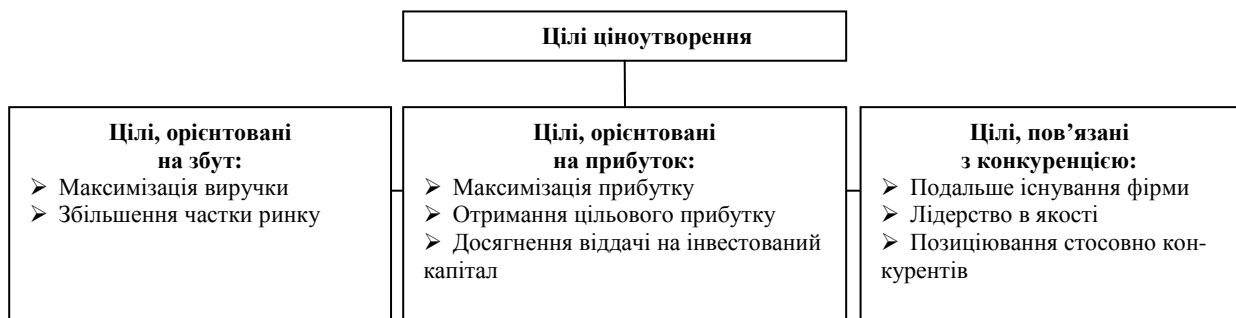 Цілі ціноутворення
Цілі, орієнтовані
на збут:
➢ Максимізація виручки
➢ Збільшення частки ринку
Цілі, орієнтовані
на прибуток:
➢ Максимізація прибутку
➢ Отримання цільового прибутку
➢ Досягнення віддачі на інвестований
капітал
Цілі, пов’язані
з конкуренцією:
➢ Подальше існування фірми
➢ Лідерство в якості
➢ Позиціювання стосовно кон-
курентів